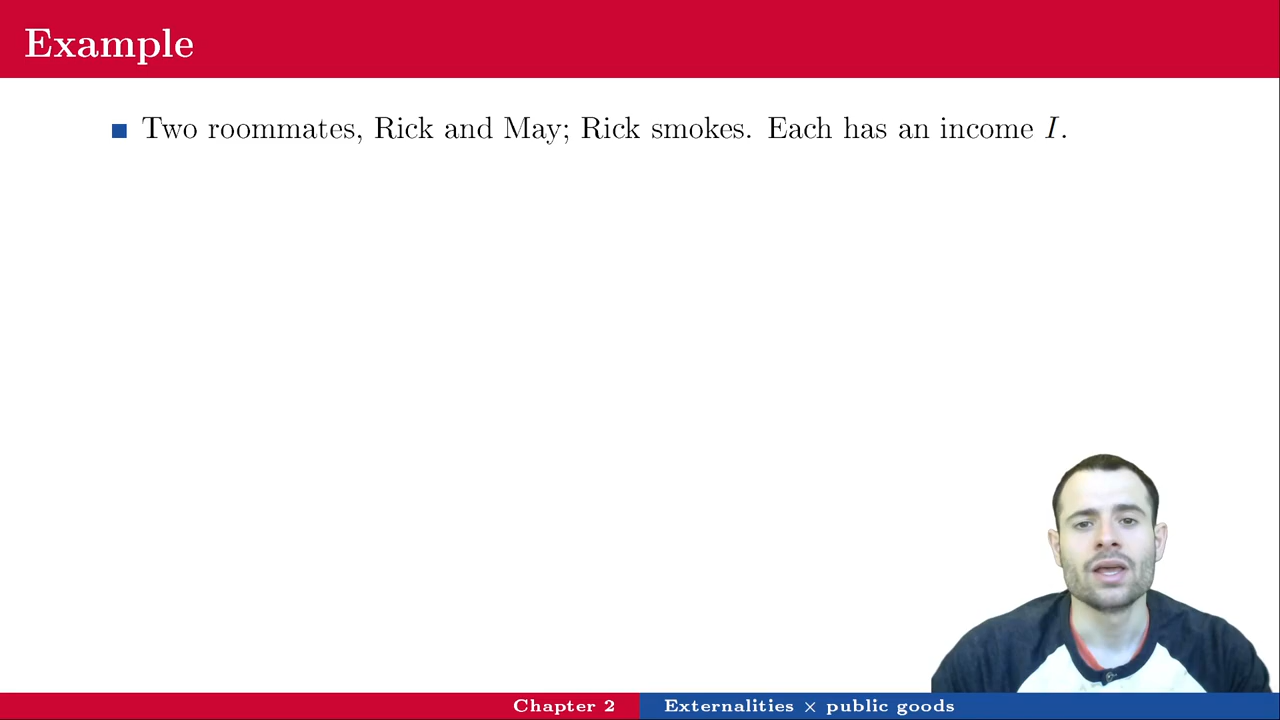 Example
Two roommates, Rick and May; Rick smokes. Each has an income I.
Chapter 2
Externalities × public goods